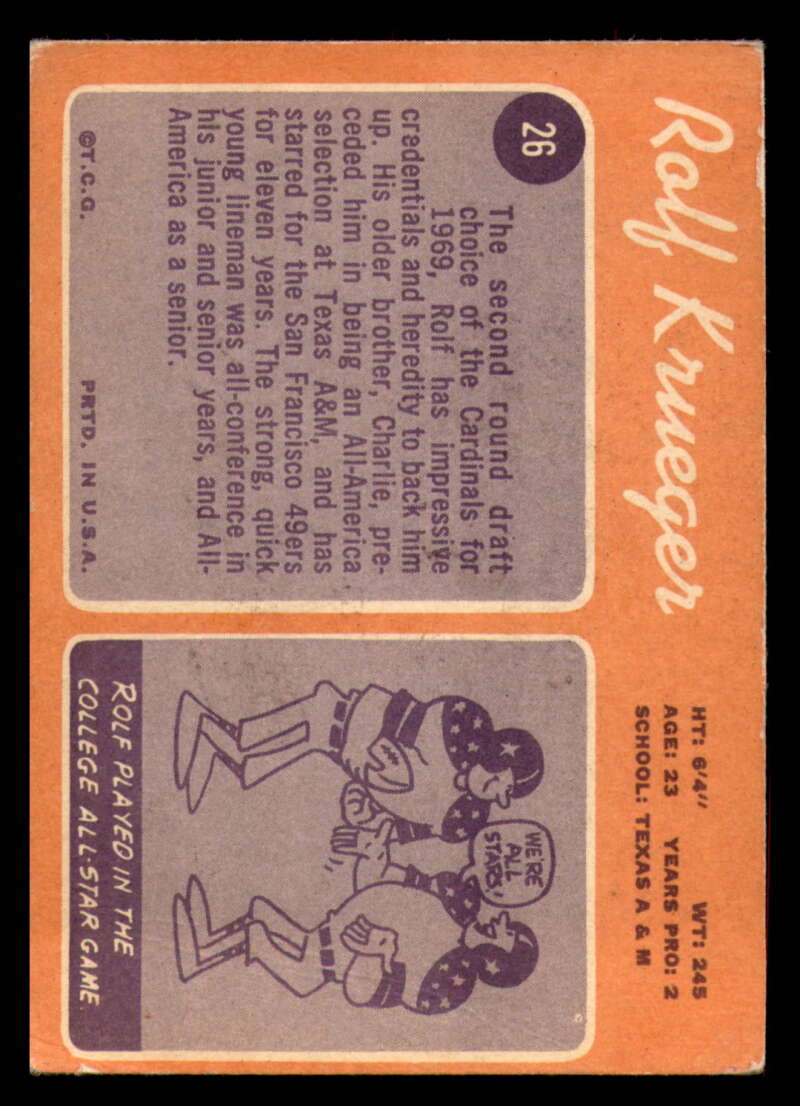 Rolf Krueger
HT: 6'4" WT: 245
AGE: 23 YEARS PRO: 2
SCHOOL: TEXAS A & M
26
The second round draft
choice of the Cardinals for
1969, Rolf has impressive
credentials and heredity to back him
up. His older brother, Charlie, pre-
ceded him in being an All-America
selection at Texas A&M, and has
starred for the San Francisco 49ers
for eleven years. The strong, quick
young lineman was all-conference in
his junior and senior years, and All-
America as a senior.
©T.C.G. PRTD. IN U.S.A.
WE'RE
ALL
STARS!
ROLF PLAYED IN THE
COLLEGE ALL-STAR GAME.